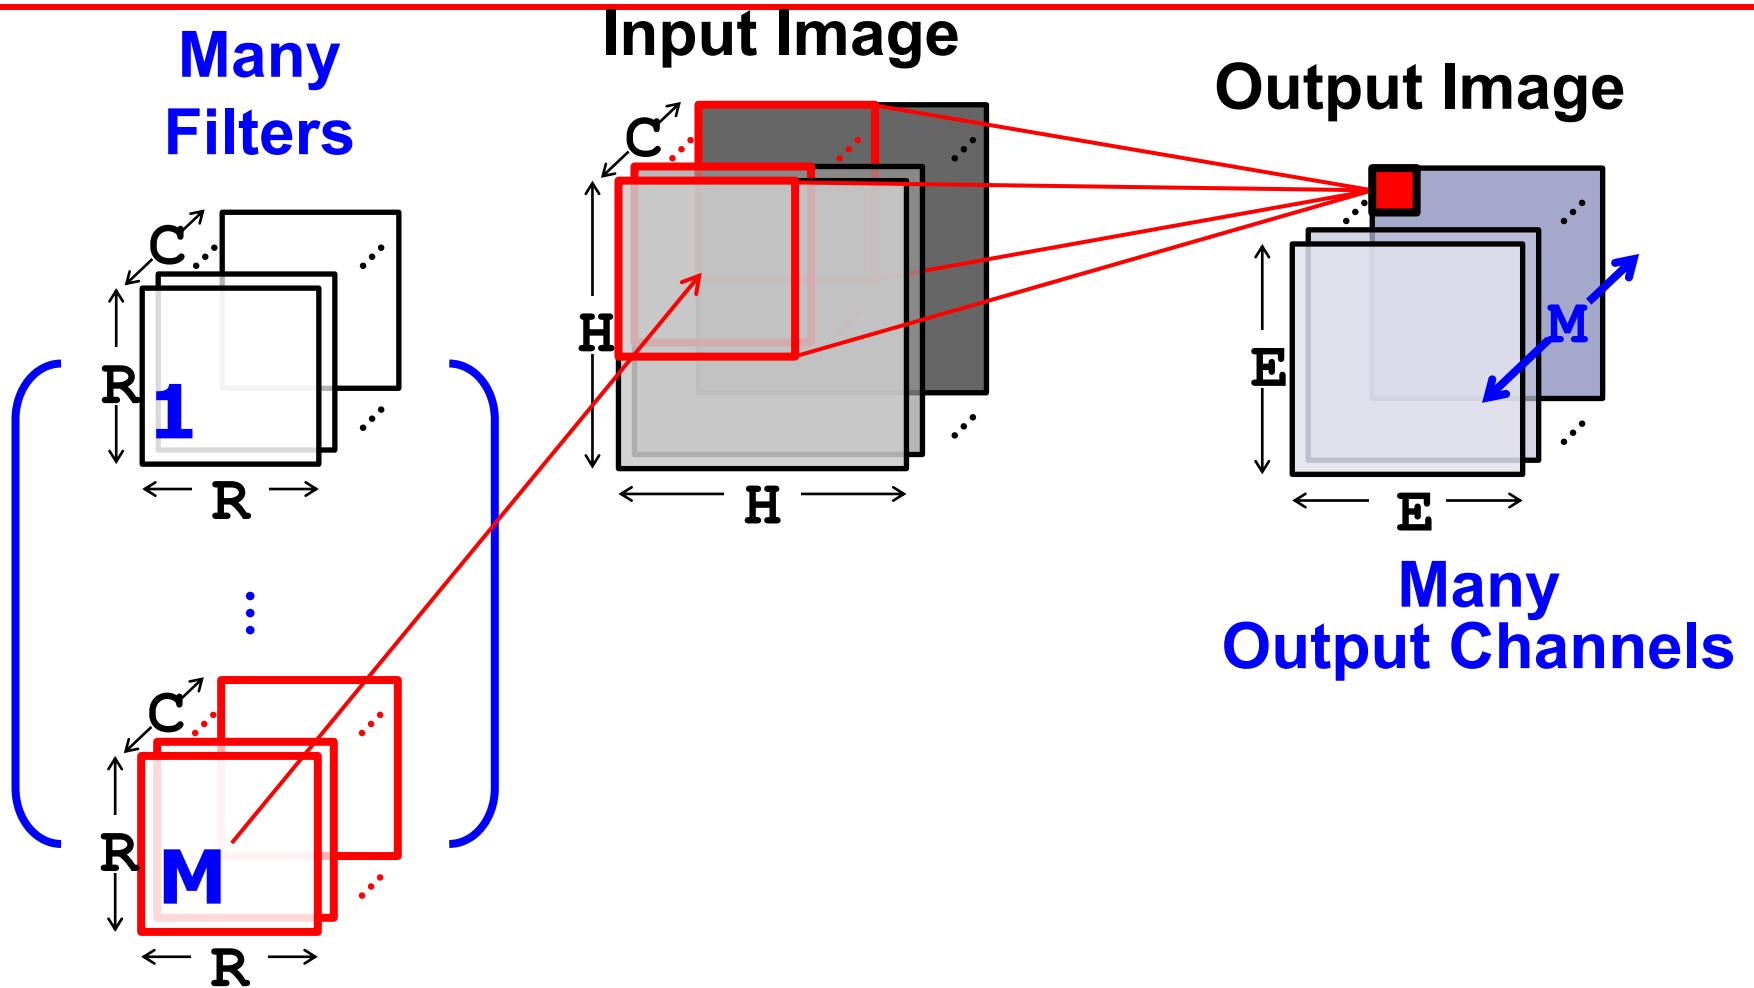 Many
Filters
C
R
1
R
C
R
M
R
Input Image
C
H
H
Output Image
E
M
E
Many
Output Channels